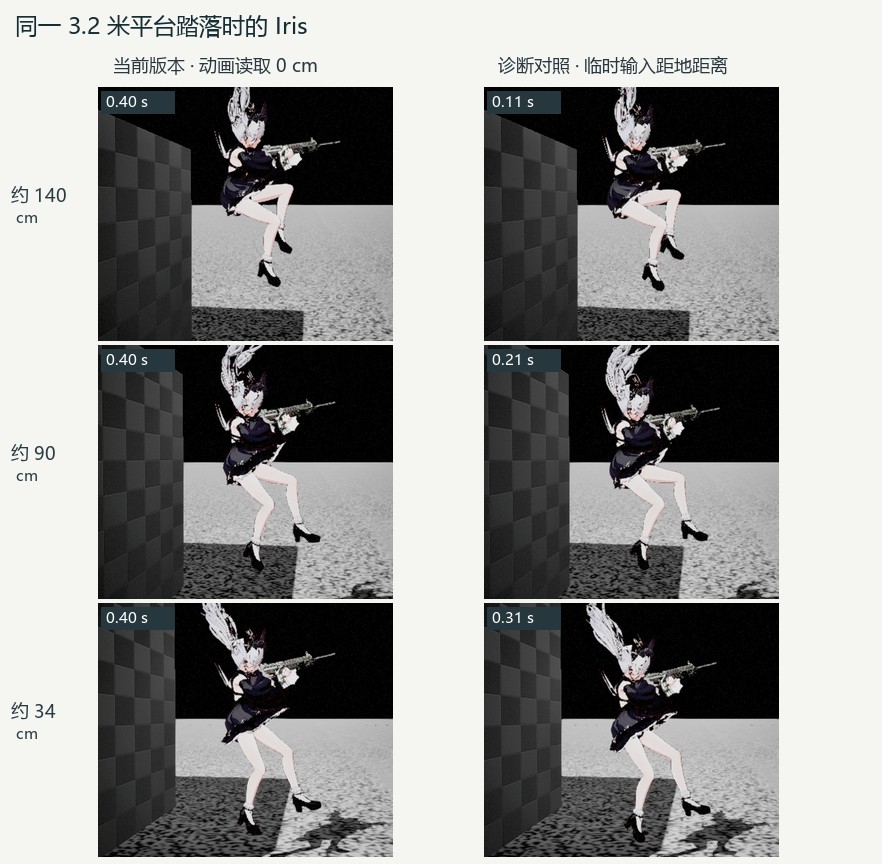 同一 3.2 米平台踏落时的 Iris
当前版本 · 动画读取 0 cm
诊断对照 · 临时输入距地距离
约 140
cm
0.40 s
0.11 s
约 90
cm
0.40 s
0.21 s
约 34
cm
0.40 s
0.31 s